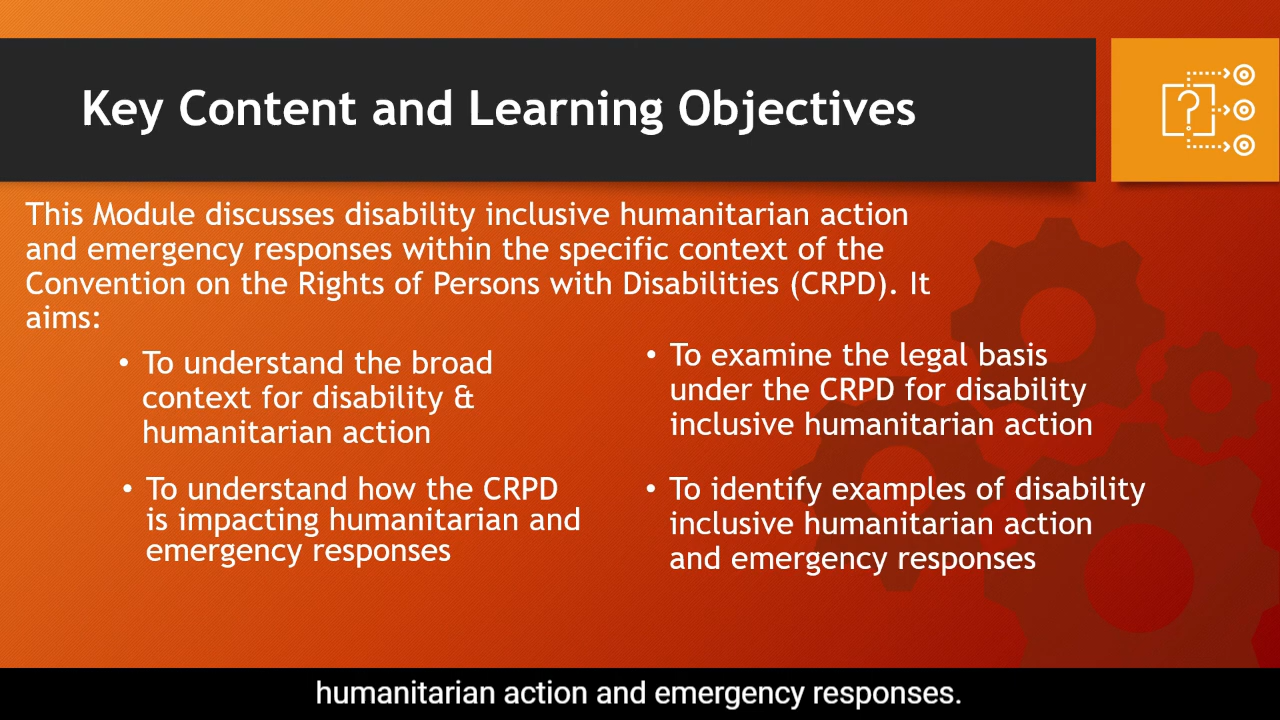 Key Content and Learning Objectives
?
This Module discusses disability inclusive humanitarian action
and emergency responses within the specific context of the
Convention on the Rights of Persons with Disabilities (CRPD). It
aims:
• To understand the broad
context for disability &
humanitarian action
• To understand how the CRPD
is impacting humanitarian and
emergency responses
• To examine the legal basis
under the CRPD for disability
inclusive humanitarian action
• To identify examples of disability
inclusive humanitarian action
and emergency responses
humanitarian action and emergency responses.